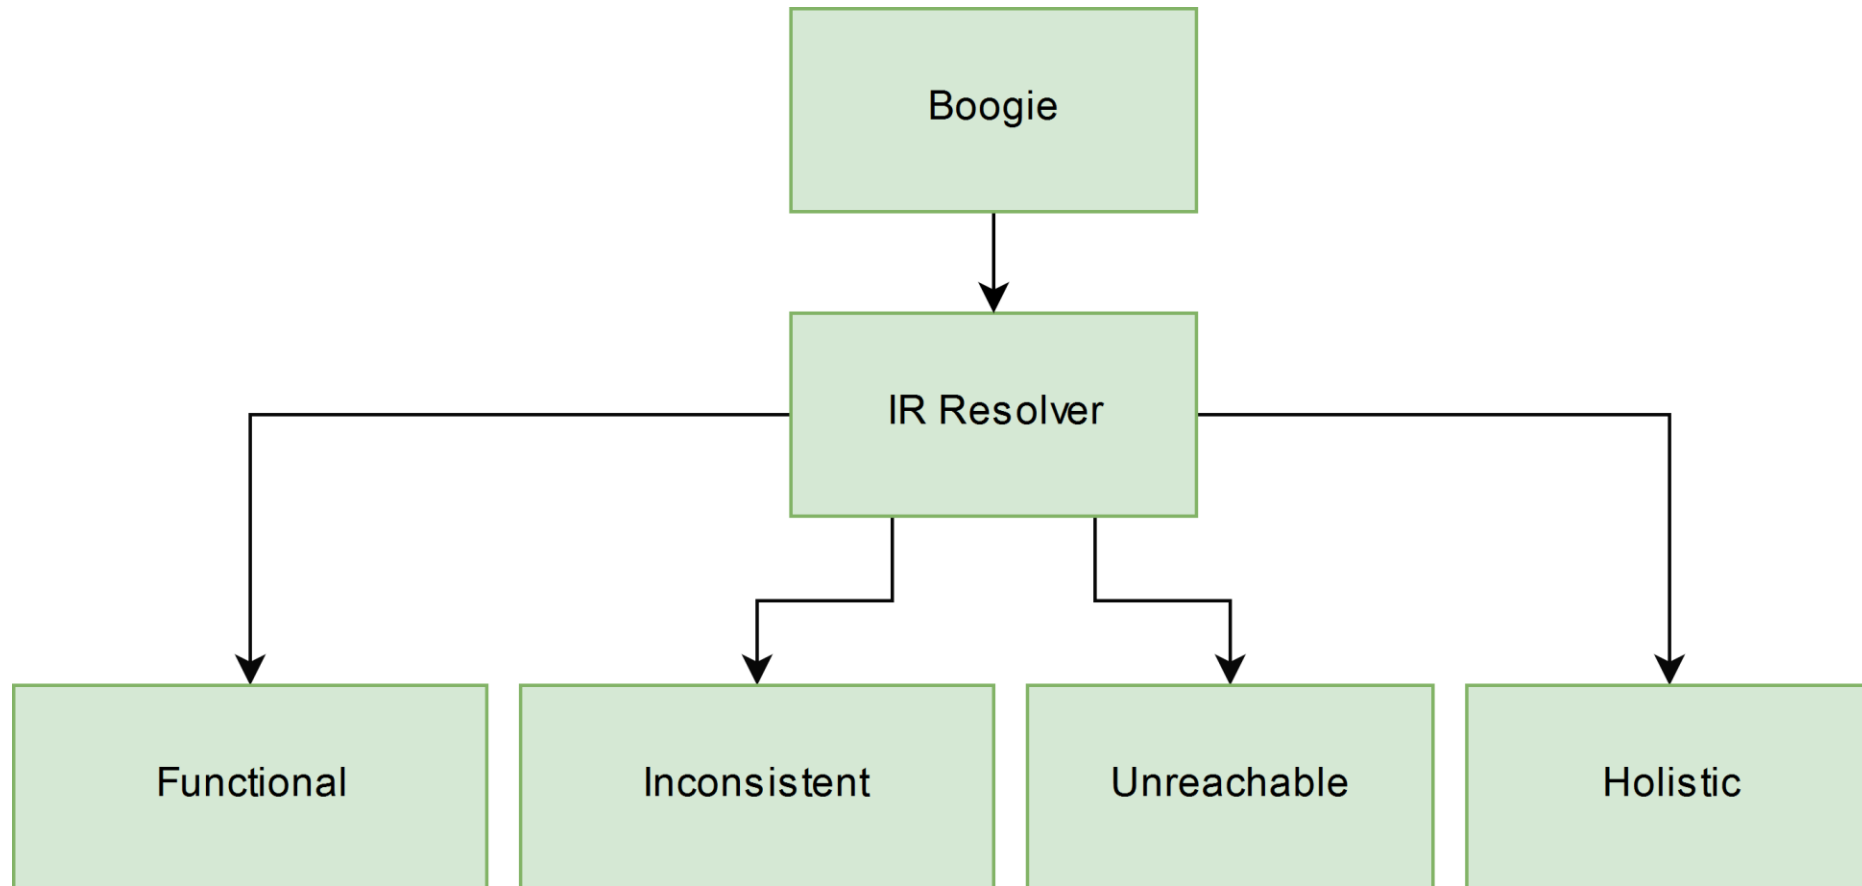 Boogie
IR Resolver
Functional
Inconsistent
Unreachable
Holistic